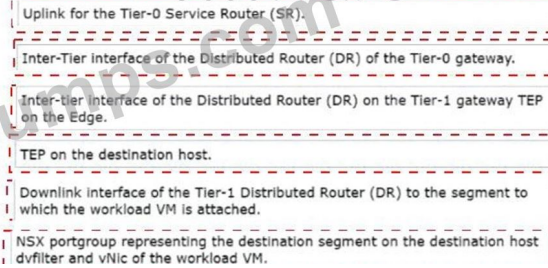 Uplink for the Tier-0 Service Router (SR).
Inter-Tier interface of the Distributed Router (DR) of the Tier-0 gateway.
Inter-tier interface of the Distributed Router (DR) on the Tier-1 gateway TEP
on the Edge.
TEP on the destination host.
Downlink interface of the Tier-1 Distributed Router (DR) to the segment to
which the workload VM is attached.
NSX portgroup representing the destination segment on the destination host
dvfilter and vNic of the workload VM.
umps.com